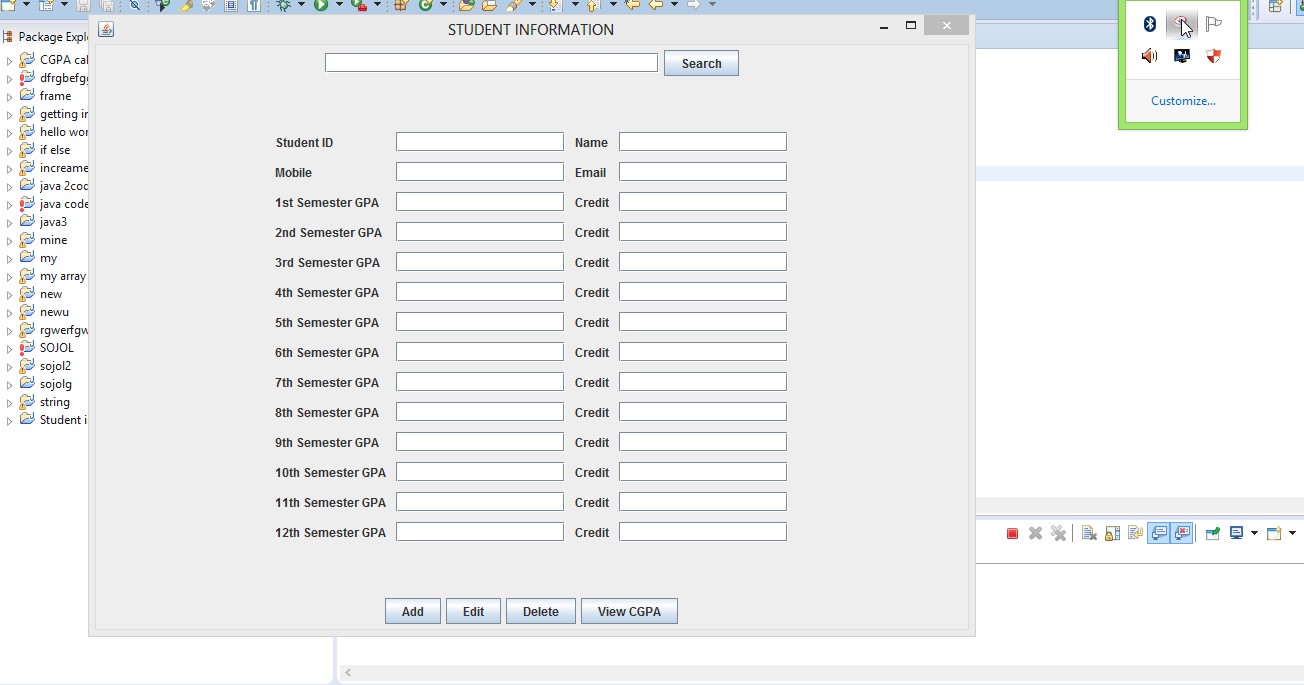 STUDENT INFORMATION
Search
Student ID Name
Mobile Email
1st Semester GPA Credit
2nd Semester GPA Credit
3rd Semester GPA Credit
4th Semester GPA Credit
5th Semester GPA Credit
6th Semester GPA Credit
7th Semester GPA Credit
8th Semester GPA Credit
9th Semester GPA Credit
10th Semester GPA Credit
11th Semester GPA Credit
12th Semester GPA Credit
Add Edit Delete View CGPA
Package Expl
CGPA cal
dfrgbefg
frame
getting in
hello wor
if else
increame
java 2cod
java code
java3
mine
my
my array
new
newu
rgwerfgw
SOJOL
sojol2
sojolg
string
Student i
Customize...